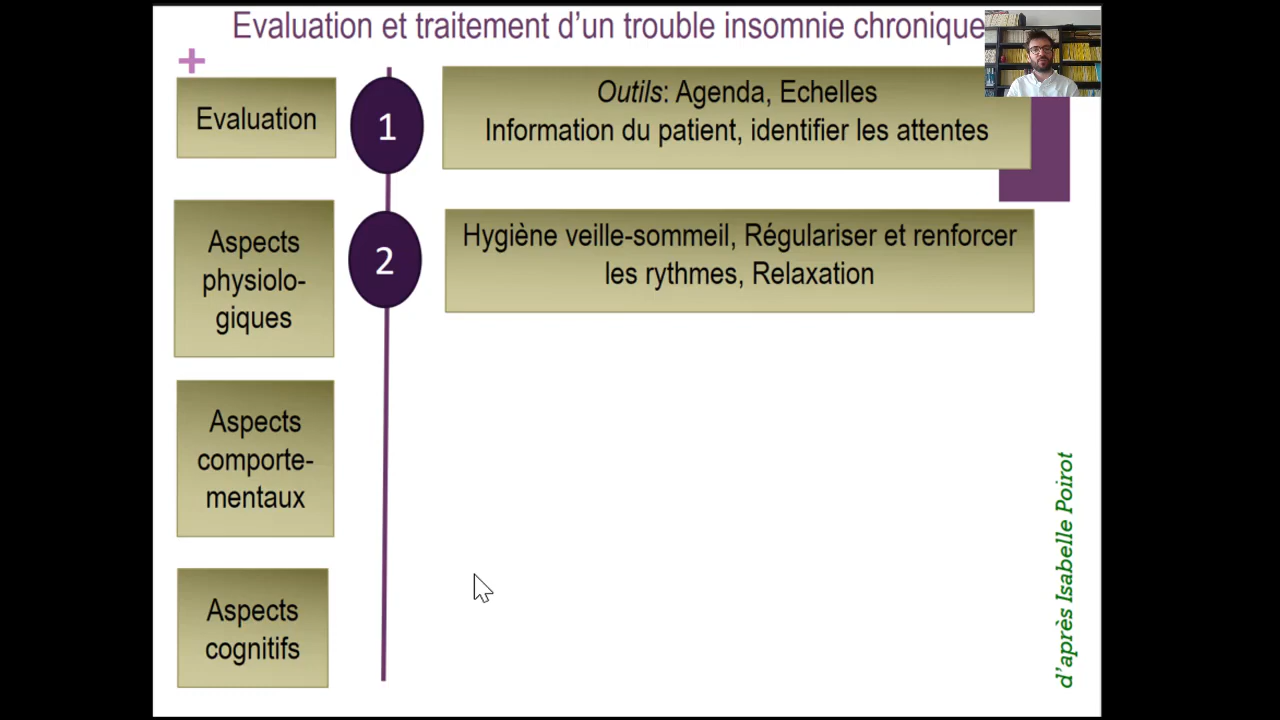 Evaluation et traitement d'un trouble insomnie chronique
+
Evaluation
1
Outils: Agenda, Echelles
Information du patient, identifier les attentes
Aspects
physiolo-
giques
2
Hygiène veille-sommeil, Régulariser et renforcer
les rythmes, Relaxation
Aspects
comporte-
mentaux
Aspects
cognitifs
d'après Isabelle Poirot